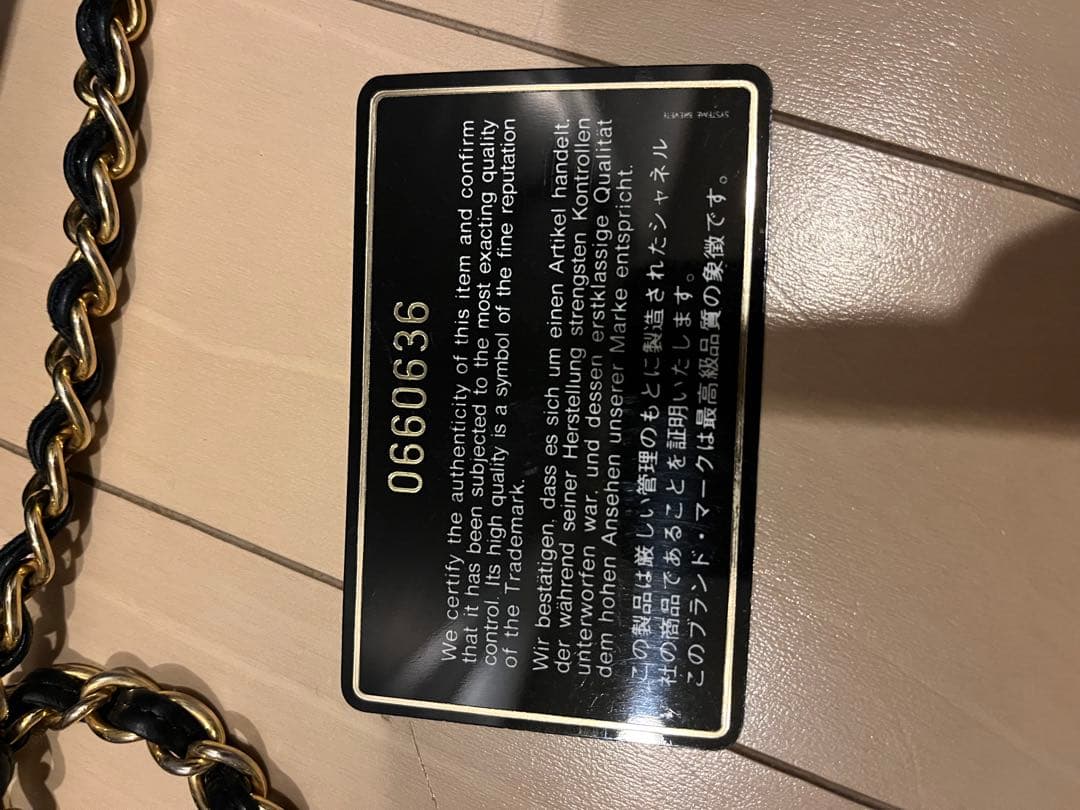 0660636
We certify the authenticity of this item and confirm
that it has been subjected to the most exacting quality
control. Its high quality is a symbol of the fine reputation
of the Trademark.
Wir bestätigen, dass es sich um einen Artikel handelt,
der während seiner Herstellung strengsten Kontrollen
unterworfen war, und dessen erstklassige Qualität
dem hohen Ansehen unserer Marke entspricht.
この製品は厳しい管理のもとに製造されたシャネル
社の商品であることを証明いたします。
このブランド・マークは最高級品質の象徴です。
SYSTEME BREVETE